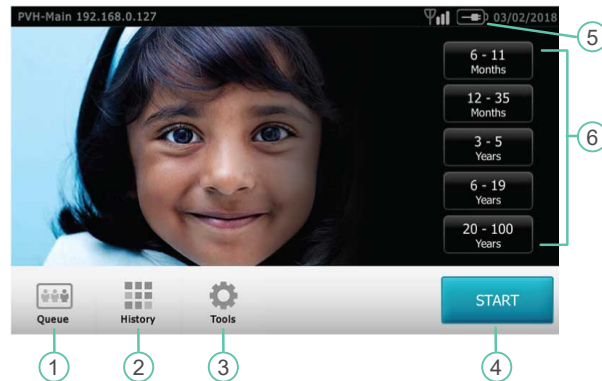 PVH-Main 192.168.0.127
03/02/2018
5
6 - 11
Months
12 - 35
Months
3 - 5
Years
6 - 19
Years
20 - 100
Years
6
Queue
History
Tools
START
1
2
3
4